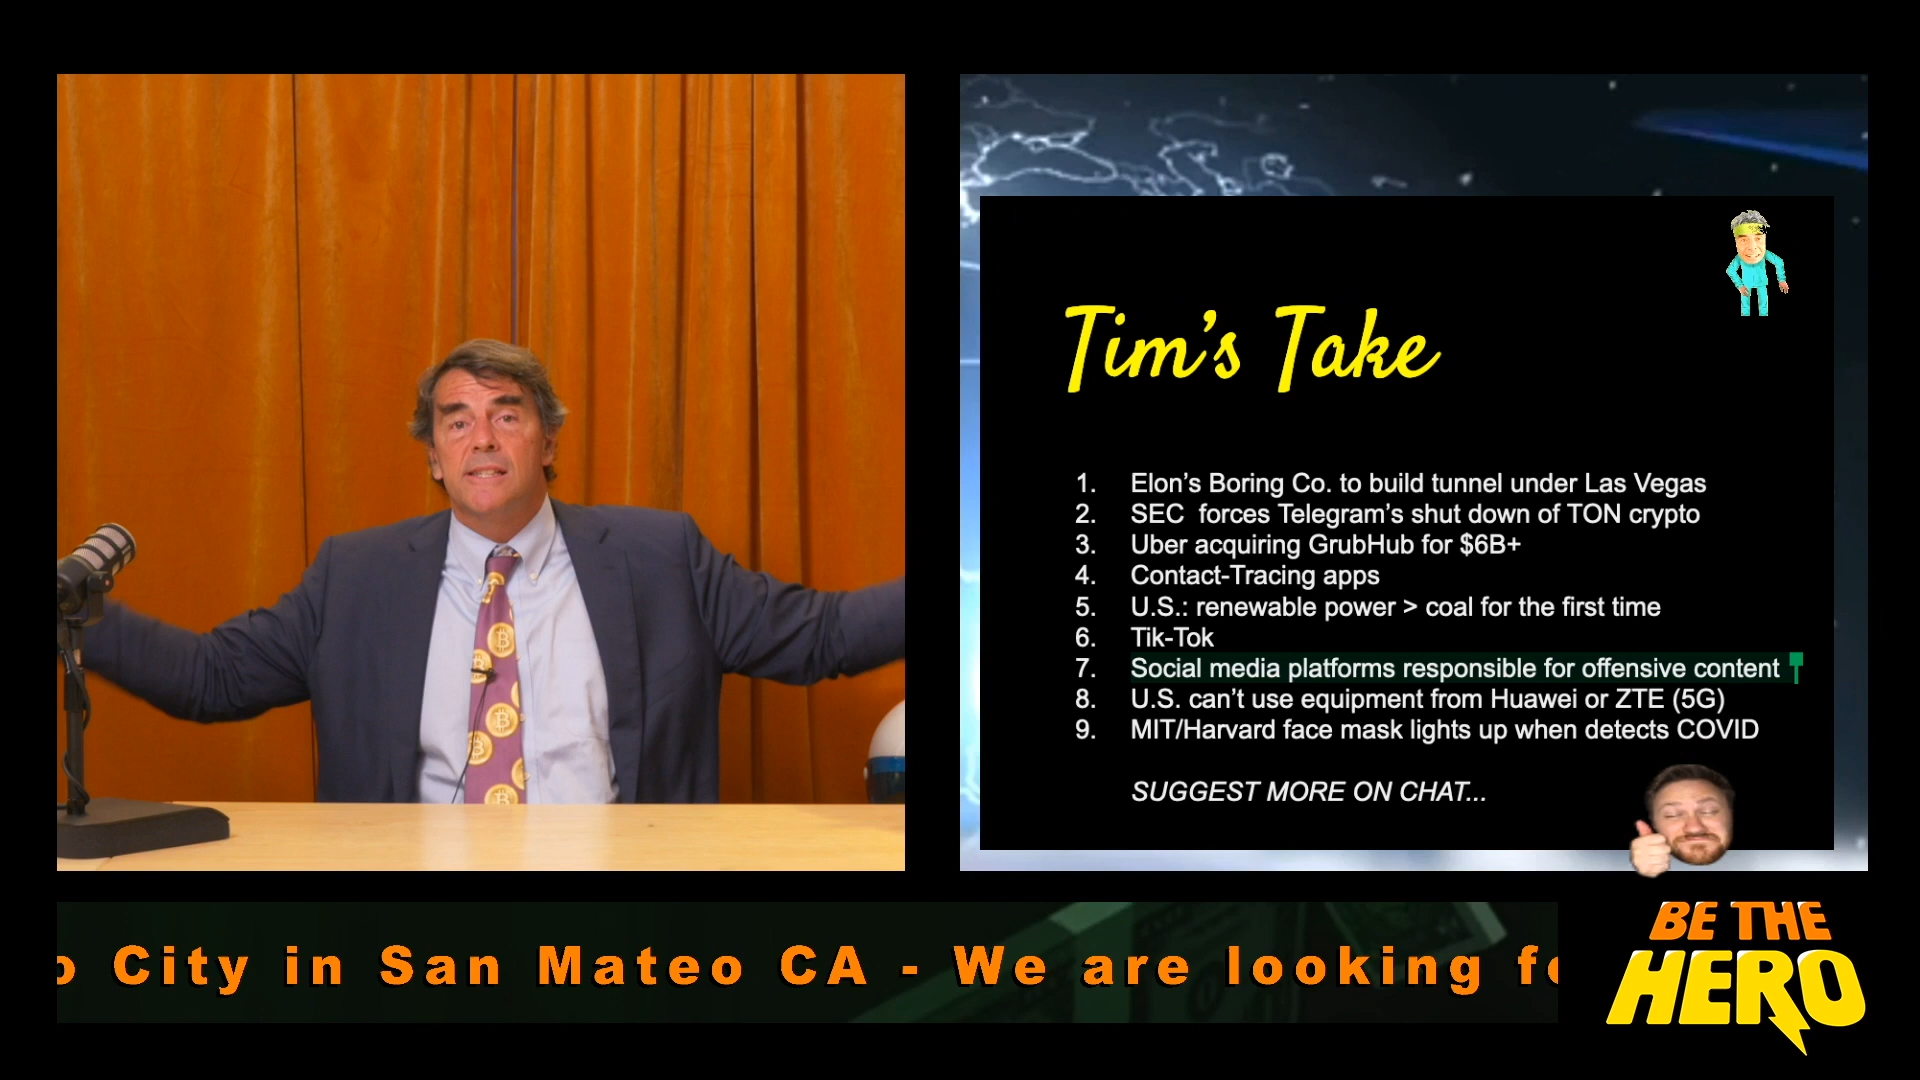 Tim's Take
1. Elon's Boring Co. to build tunnel under Las Vegas
2. SEC  forces Telegram's shut down of TON crypto
3. Uber acquiring GrubHub for $6B+
4. Contact-Tracing apps
5. U.S.: renewable power > coal for the first time
6. Tik-Tok
7. Social media platforms responsible for offensive content
8. U.S. can't use equipment from Huawei or ZTE (5G)
9. MIT/Harvard face mask lights up when detects COVID
SUGGEST MORE ON CHAT...
City in San Mateo CA - We are looking
BE THE
HERO